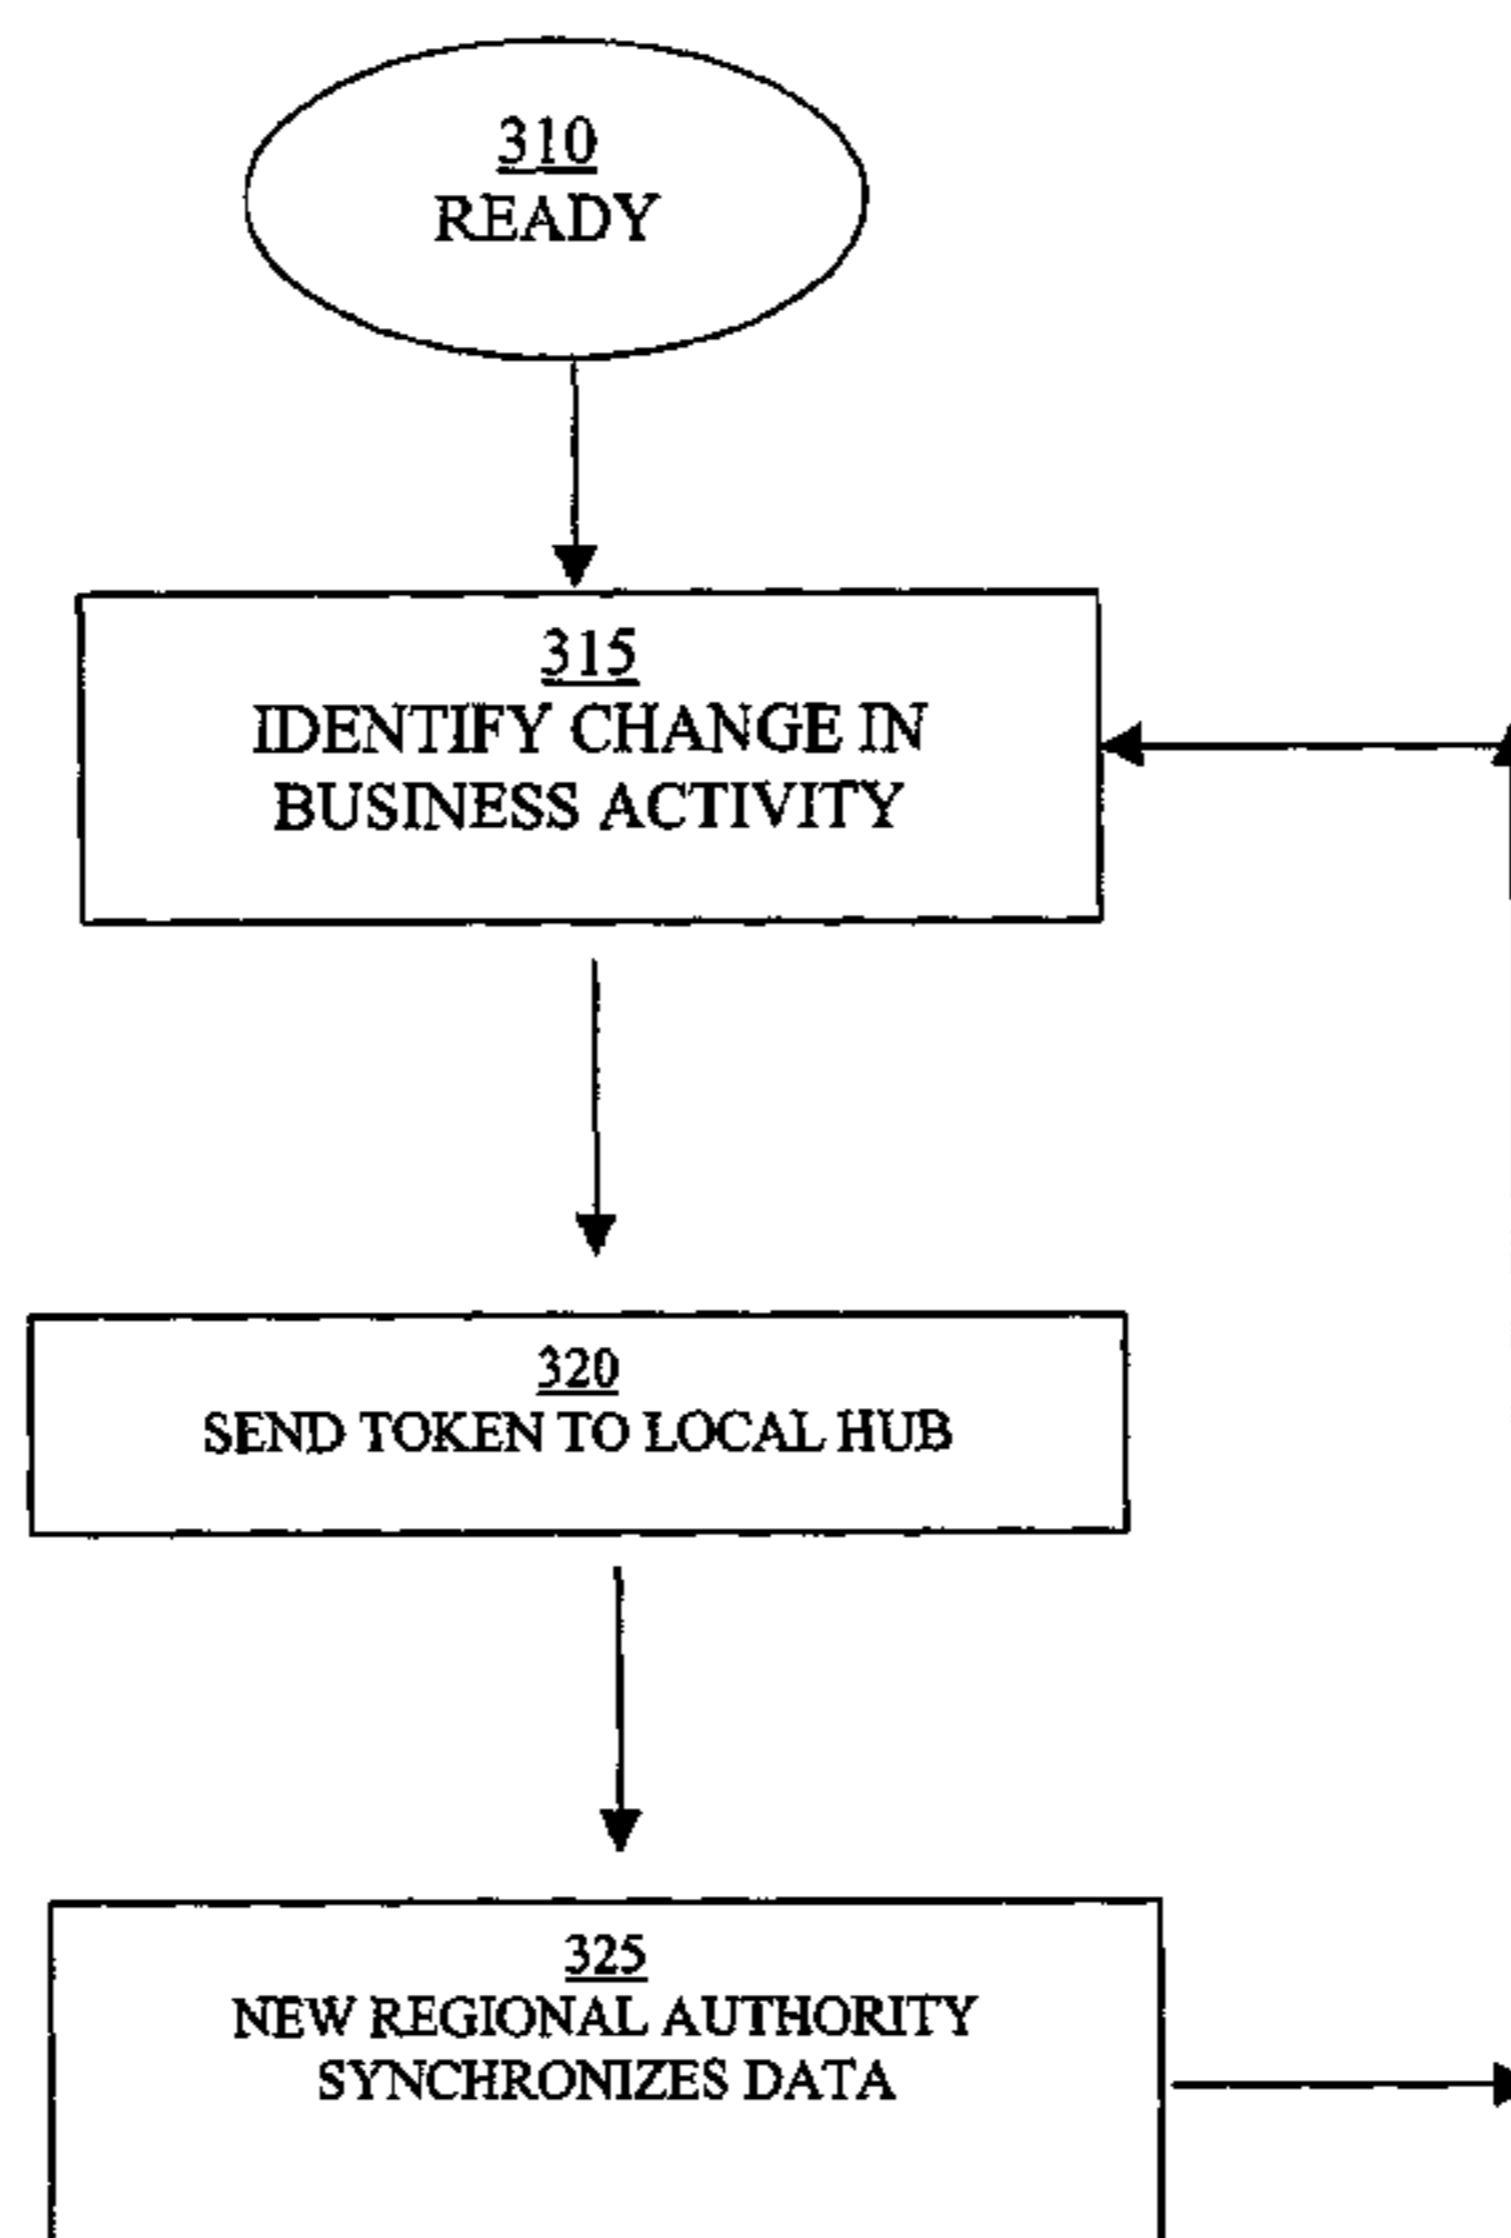 310
READY
315
IDENTIFY CHANGE IN
BUSINESS ACTIVITY
320
SEND TOKEN TO LOCAL HUB
325
NEW REGIONAL AUTHORITY
SYNCHRONIZES DATA